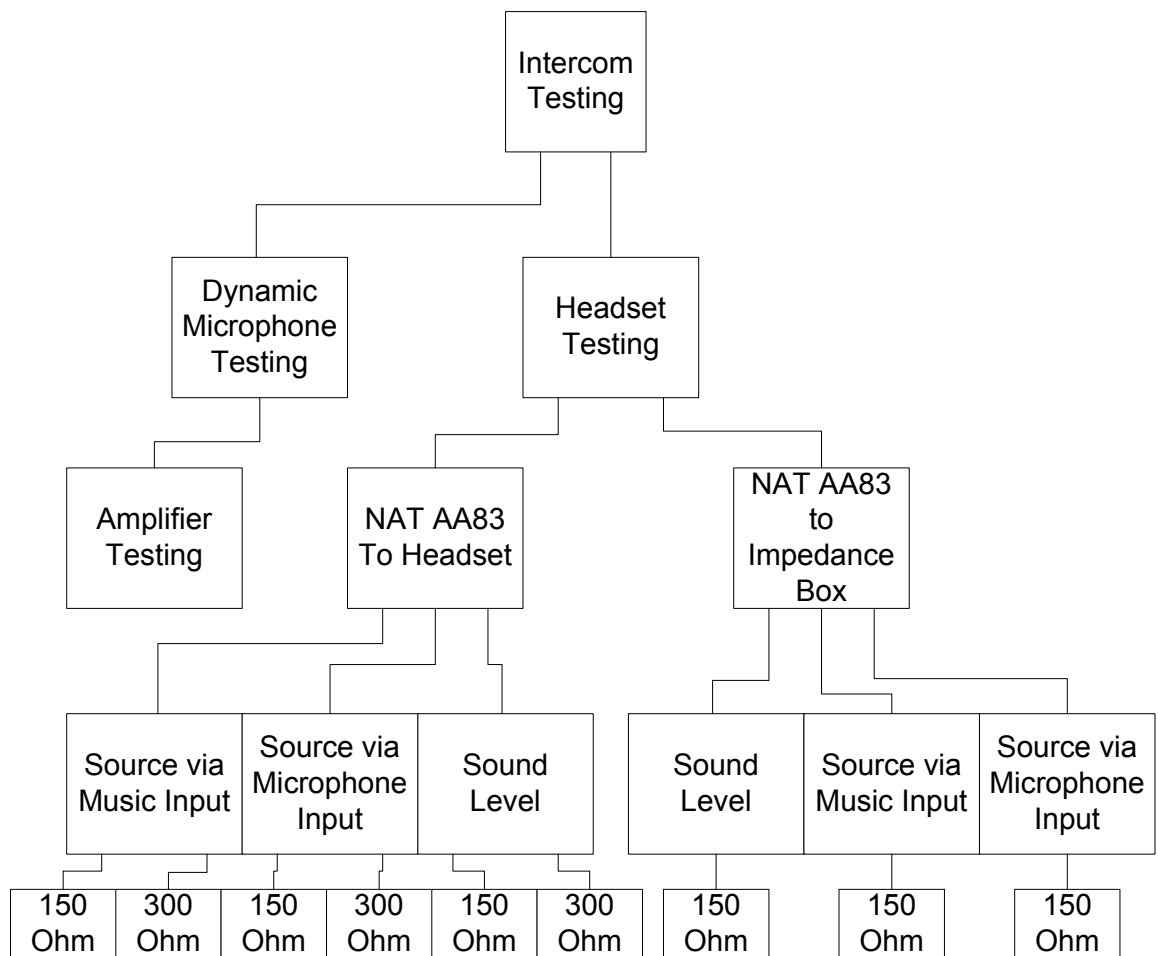 Intercom
Testing
Dynamic
Microphone
Testing
Headset
Testing
Amplifier
Testing
NAT AA83
To Headset
NAT AA83
to
Impedance
Box
Source via
Music Input
Source via
Microphone
Input
Sound
Level
Sound
Level
Source via
Music Input
Source via
Microphone
Input
150
Ohm
300
Ohm
150
Ohm
300
Ohm
150
Ohm
300
Ohm
150
Ohm
150
Ohm
150
Ohm